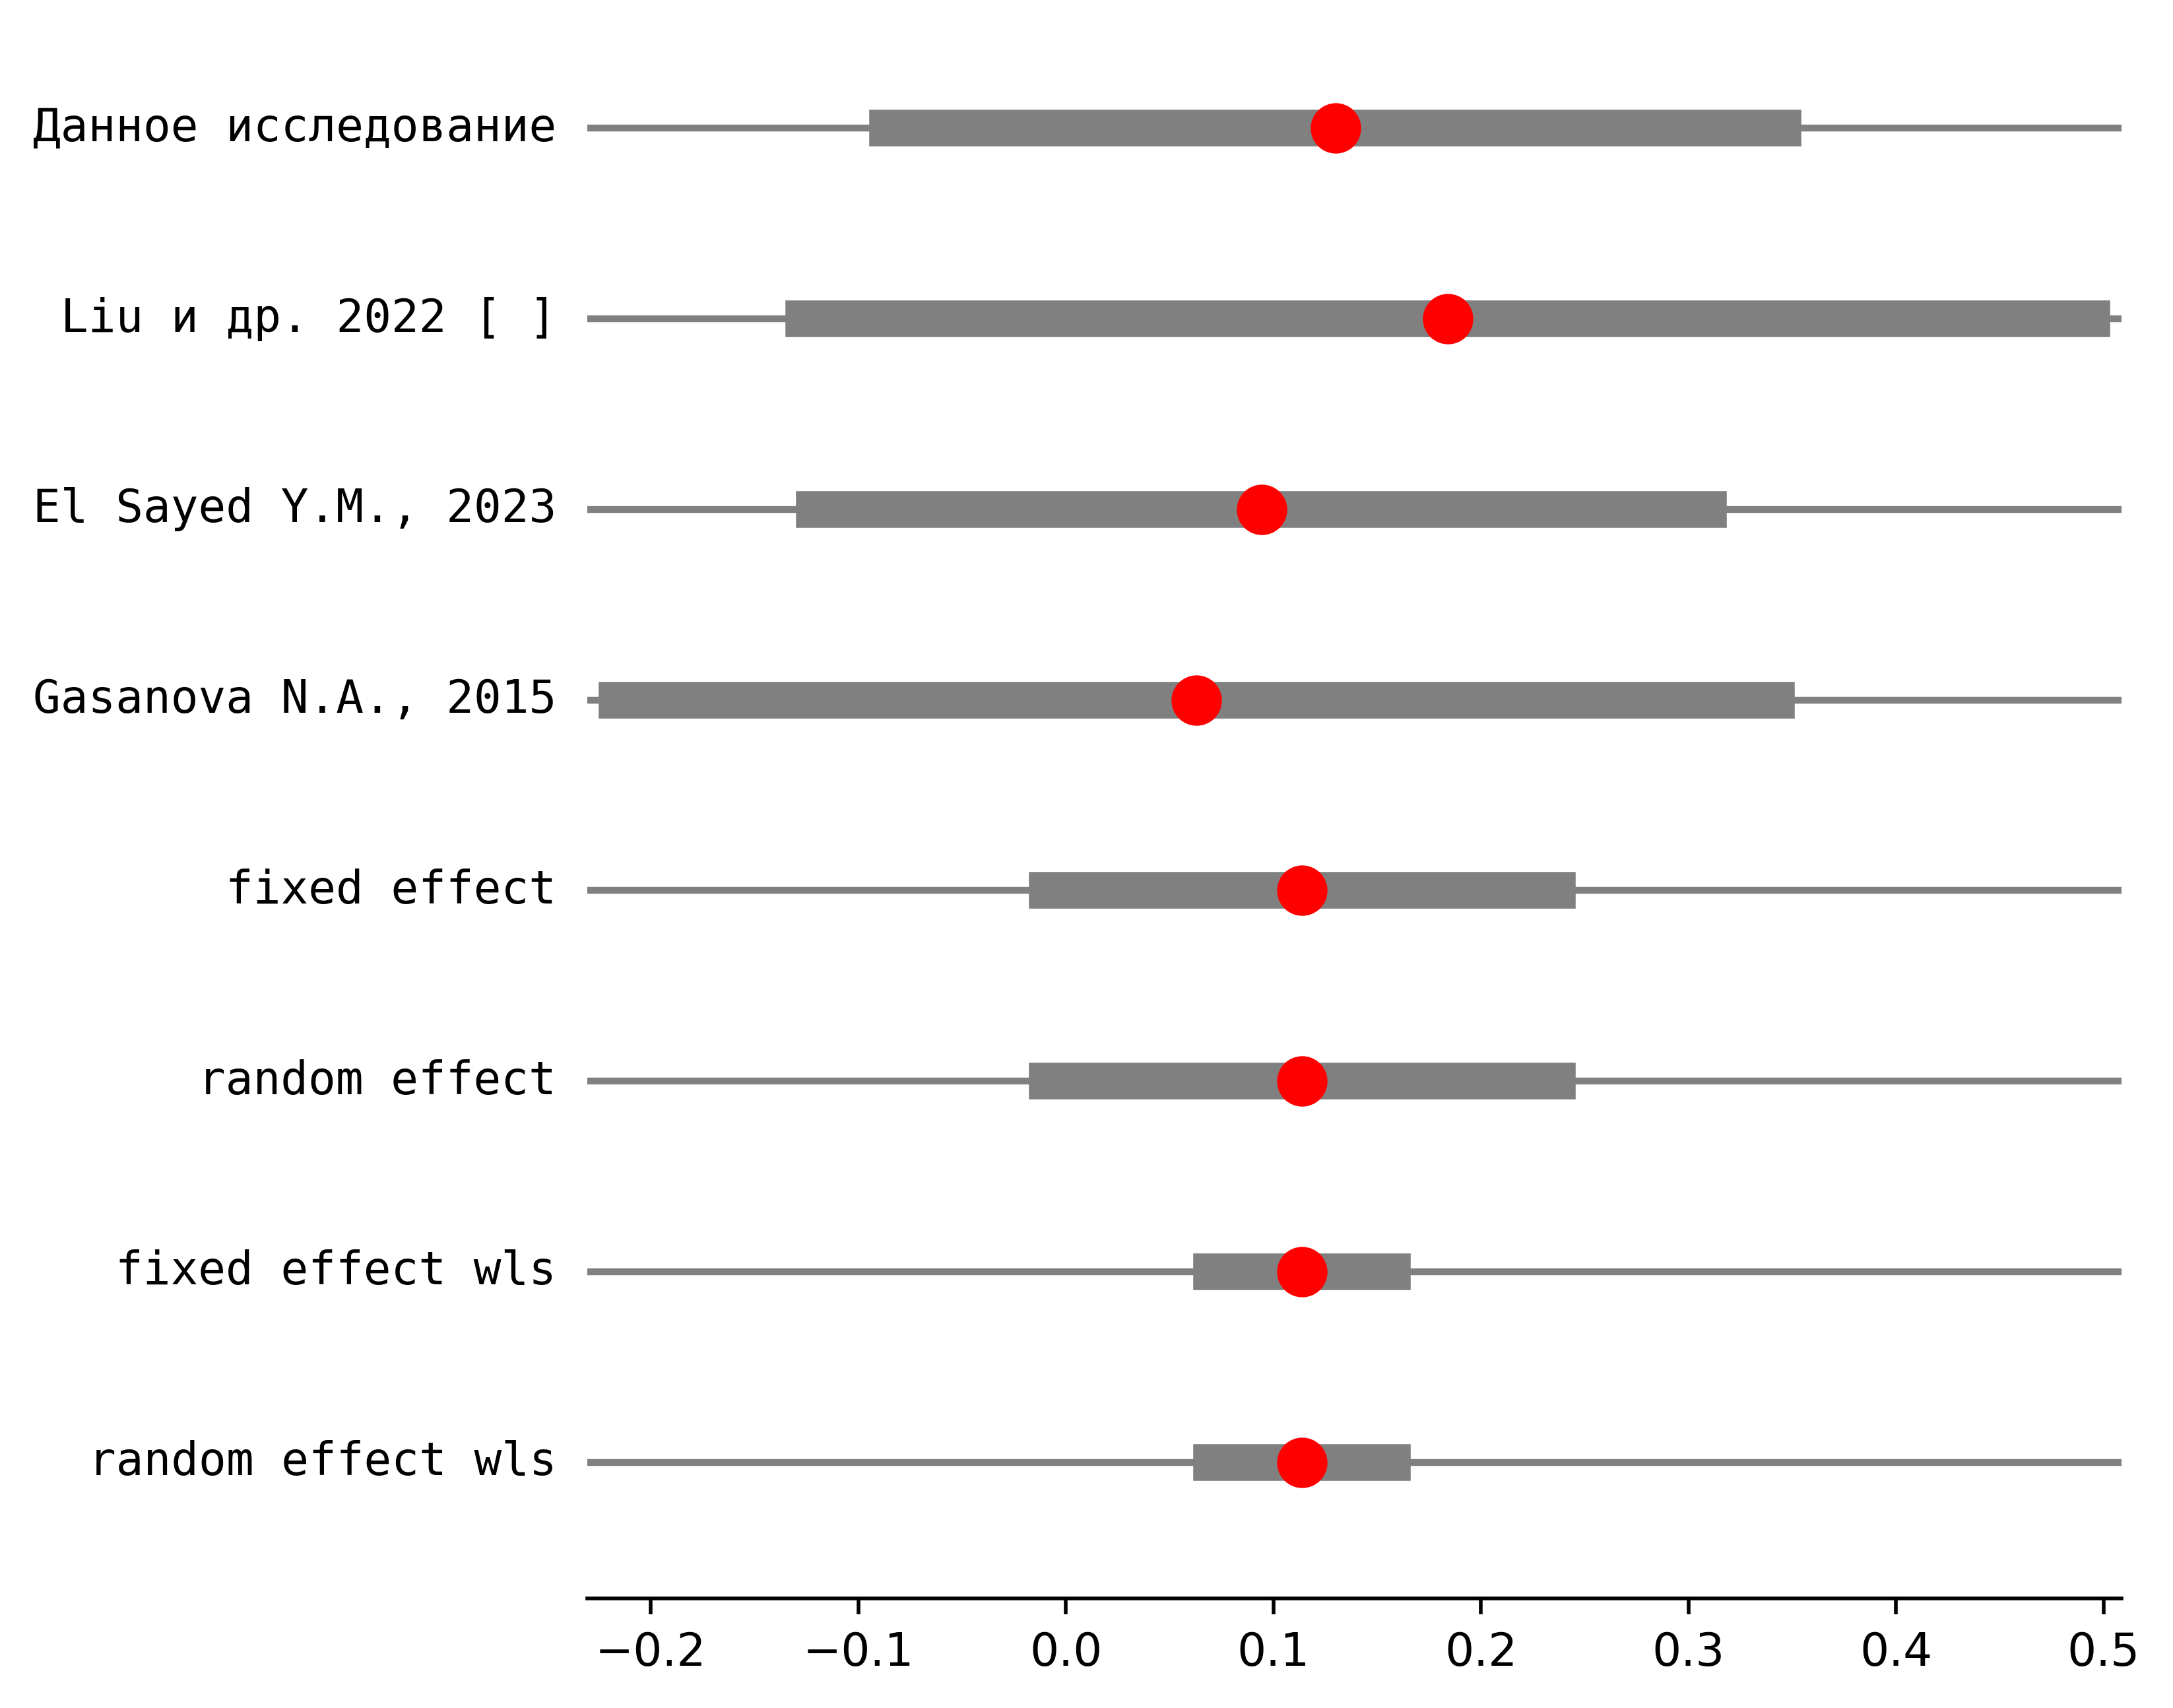 Данное исследование
Liu и др. 2022 [ ]
El Sayed Y.M., 2023
Gasanova N.A., 2015
fixed effect
random effect
fixed effect wls
random effect wls
−0.2 −0.1 0.0 0.1 0.2 0.3 0.4 0.5